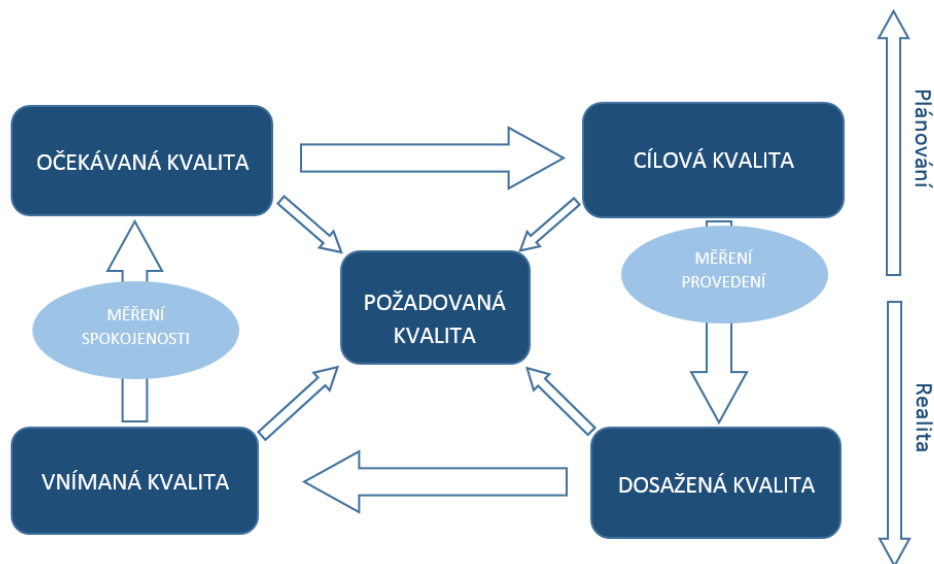 OČEKÁVANÁ KVALITA
CÍLOVÁ KVALITA
Plánování
MĚŘENÍ
PROVEDENÍ
POŽADOVANÁ
KVALITA
MĚŘENÍ
SPOKOJENOSTI
Realita
VNÍMANÁ KVALITA
DOSAŽENÁ KVALITA